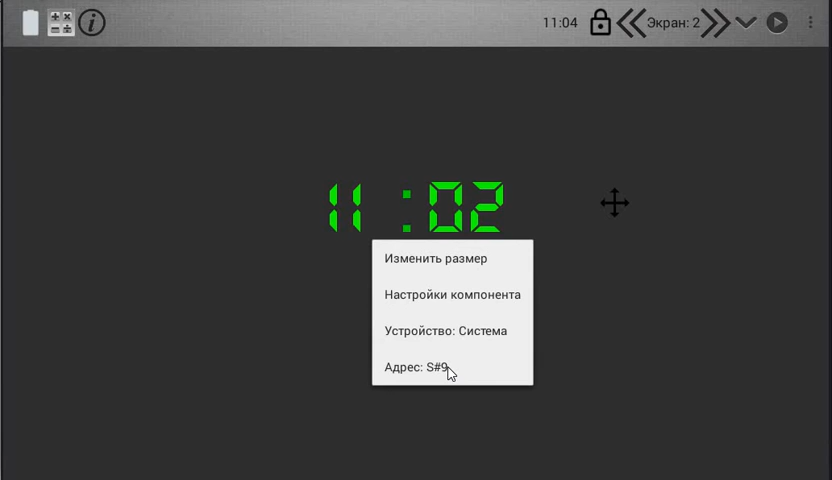 11:04
Экран: 2
11:02
Изменить размер
Настройки компонента
Устройство: Система
Адрес: S#9